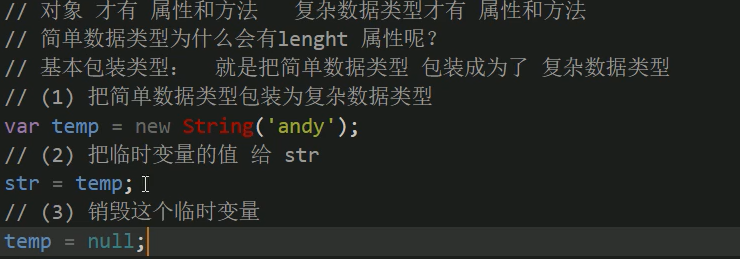 // 对象 才有 属性和方法 复杂数据类型才有 属性和方法
// 简单数据类型为什么会有lenght 属性呢？
// 基本包装类型： 就是把简单数据类型 包装成为了 复杂数据类型
// (1) 把简单数据类型包装为复杂数据类型
var temp = new String('andy');
// (2) 把临时变量的值 给 str
str = temp;
// (3) 销毁这个临时变量
temp = null;